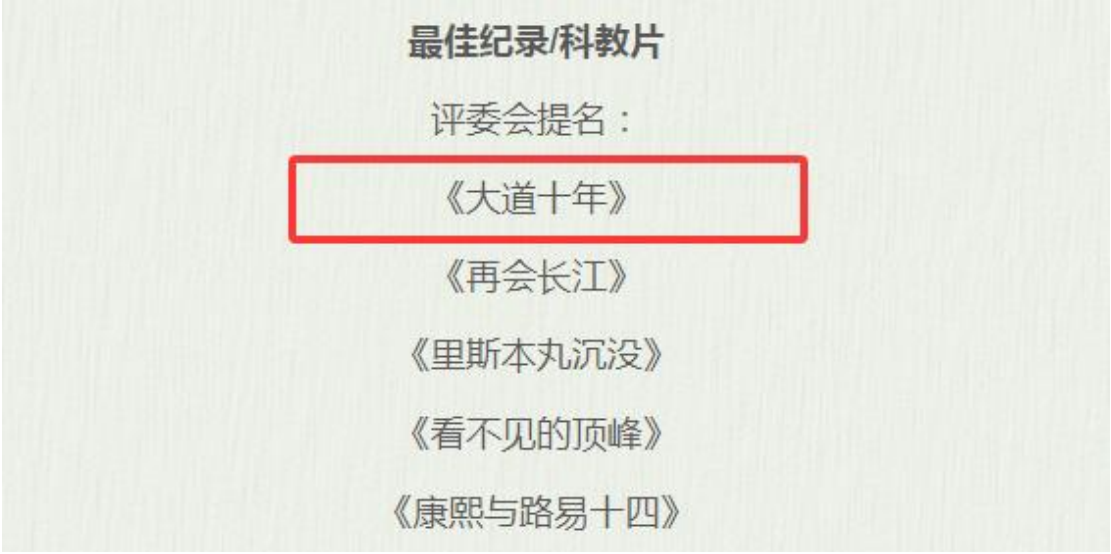 最佳纪录/科教片
评委会提名：
《大道十年》
《再会长江》
《里斯本丸沉没》
《看不见的顶峰》
《康熙与路易十四》